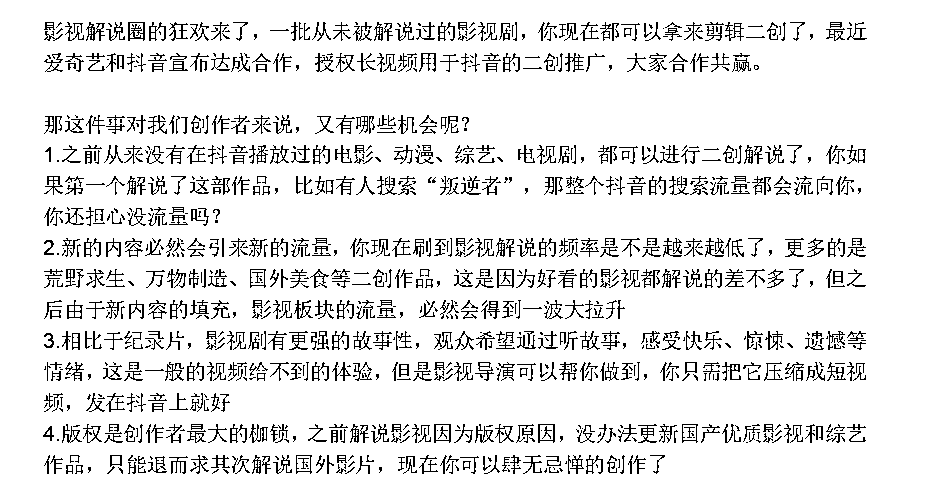 影视解说圈的狂欢来了，一批从未被解说过的影视剧，你现在都可以拿来剪辑二创了，最近
爱奇艺和抖音宣布达成合作，授权长视频用于抖音的二创推广，大家合作共赢。
那这件事对我们创作者来说，又有哪些机会呢？
1.之前从来没有在抖音播放过的电影、动漫、综艺、电视剧，都可以进行二创解说了，你如
果第一个解说了这部作品，比如有人搜索“叛逆者”，那整个抖音的搜索流量都会流向你，
你还担心没流量吗？
2.新的内容必然会引来新的流量，你现在刷到影视解说的频率是不是越来越低了，更多的是
荒野求生、万物制造、国外美食等二创作品，这是因为好看的影视都解说的差不多了，但之
后由于新内容的填充，影视板块的流量，必然会得到一波大拉升
3.相比于纪录片，影视剧有更强的故事性，观众希望通过听故事，感受快乐、惊悚、遗憾等
情绪，这是一般的视频给不到的体验，但是影视导演可以帮你做到，你只需把它压缩成短视
频，发在抖音上就好
4.版权是创作者最大的枷锁，之前解说影视因为版权原因，没办法更新国产优质影视和综艺
作品，只能退而求其次解说国外影片，现在你可以肆无忌惮的创作了